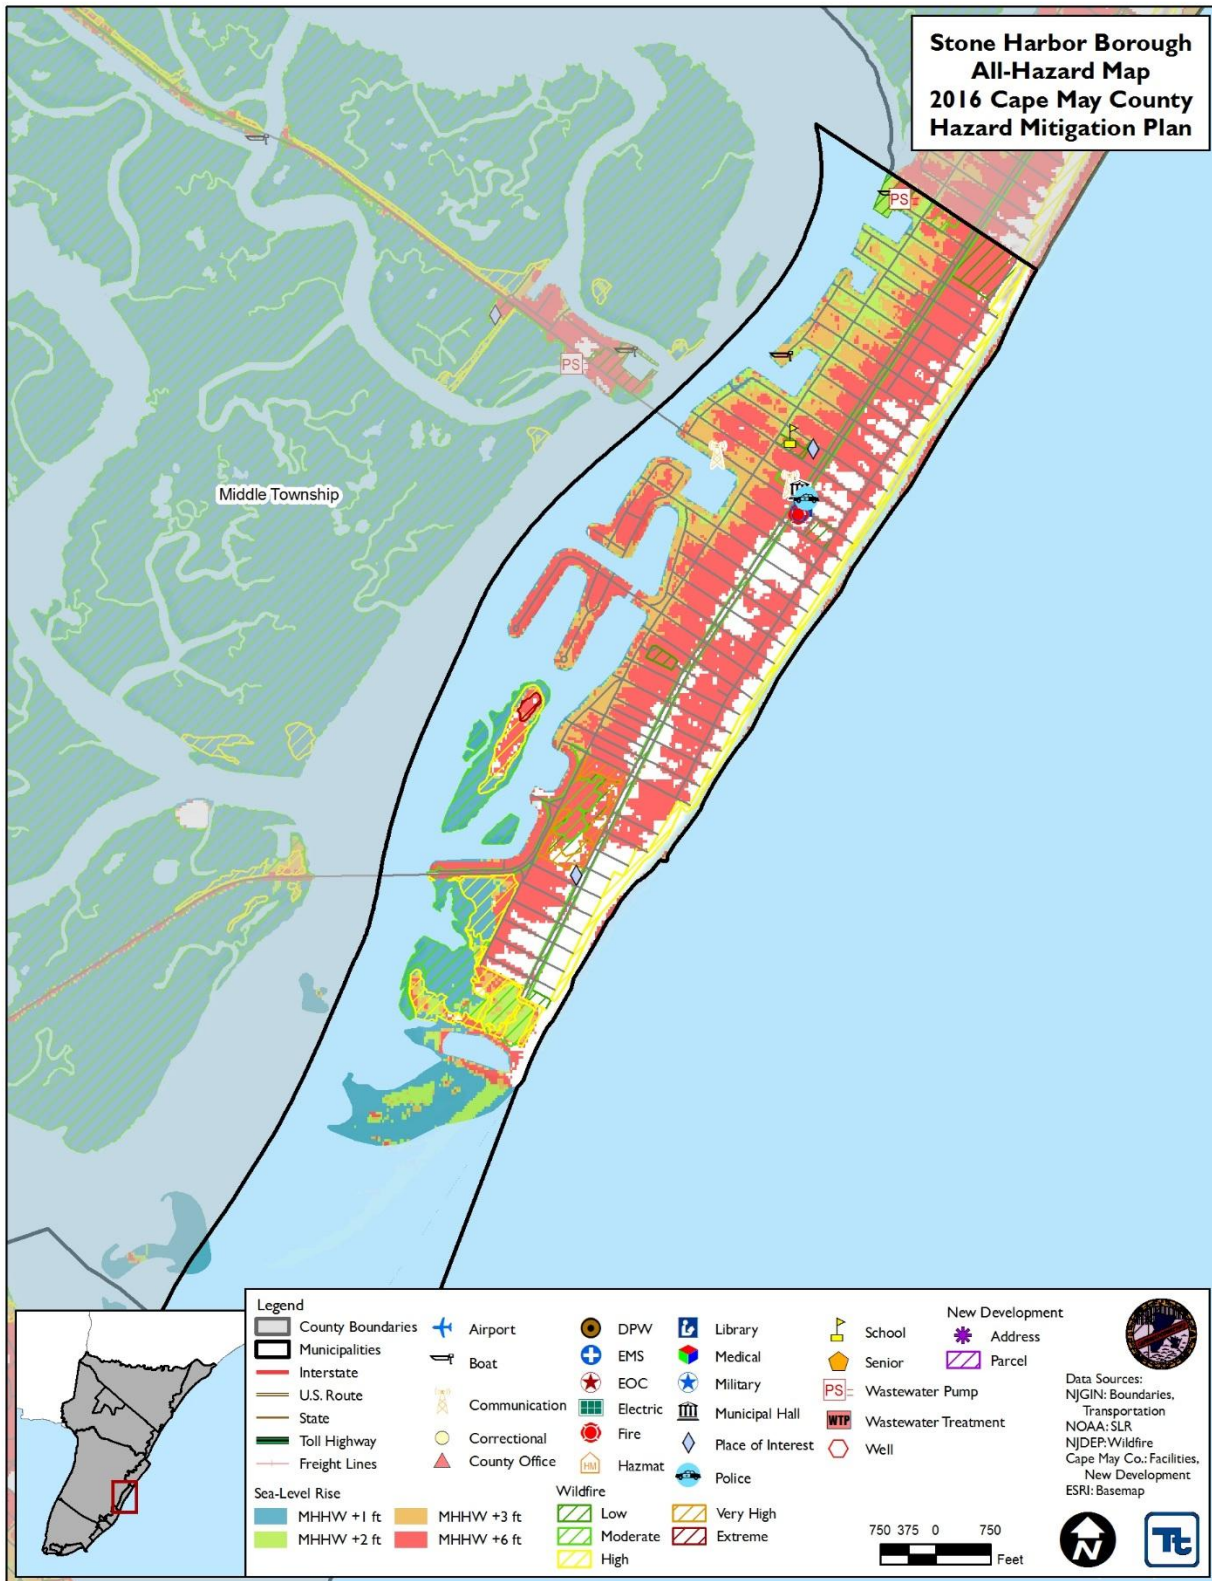 Stone Harbor Borough
All-Hazard Map
2016 Cape May County
Hazard Mitigation Plan
PS
PS
Middle Township
Legend
County Boundaries
Municipalities
Interstate
U.S. Route
State
Toll Highway
Freight Lines
Airport
Boat
Communication
Correctional
County Office
DPW
EMS
EOC
Electric
Fire
HM Hazmat
Library
Medical
Military
Municipal Hall
Place of Interest
Police
School
Senior
PS Wastewater Pump
WTP Wastewater Treatment
Well
New Development
Address
Parcel
Sea-Level Rise
MHHW +1 ft
MHHW +2 ft
MHHW +3 ft
MHHW +6 ft
Wildfire
Low
Moderate
High
Very High
Extreme
Data Sources:
NJGIN: Boundaries,
Transportation
NOAA: SLR
NJDEP: Wildfire
Cape May Co.: Facilities,
New Development
ESRI: Basemap
750 375 0 750
Feet
N
Tt